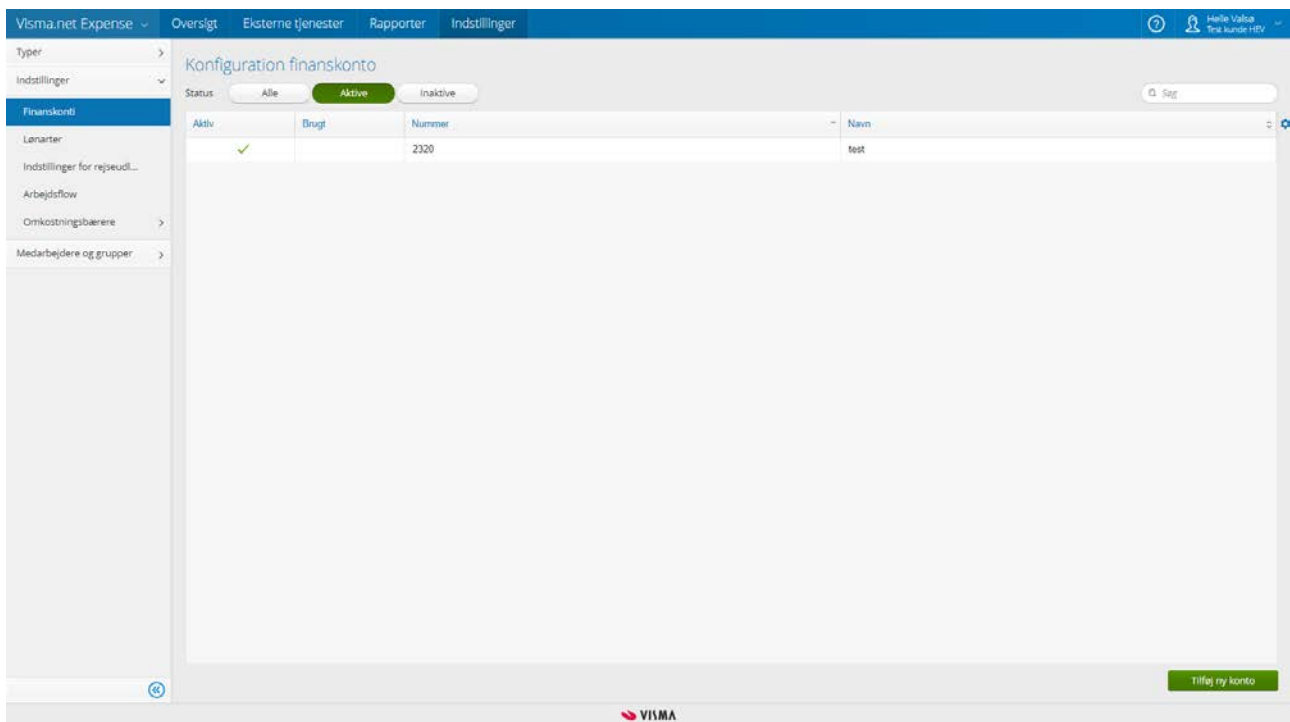 Visma.net Expense
Oversigt
Eksterne tjenester
Rapporter
Indstillinger
Helle Valsø
Test kunde HEV
Typer
Indstillinger
Finanskonti
Lønarter
Indstillinger for rejseudl...
Arbejdsflow
Omkostningsbærere
Medarbejdere og grupper
Konfiguration finanskonto
Status
Alle
Aktive
Inaktive
Søg
Aktiv
Brugt
Nummer
Navn
2320
test
Tilføj ny konto
VISMA